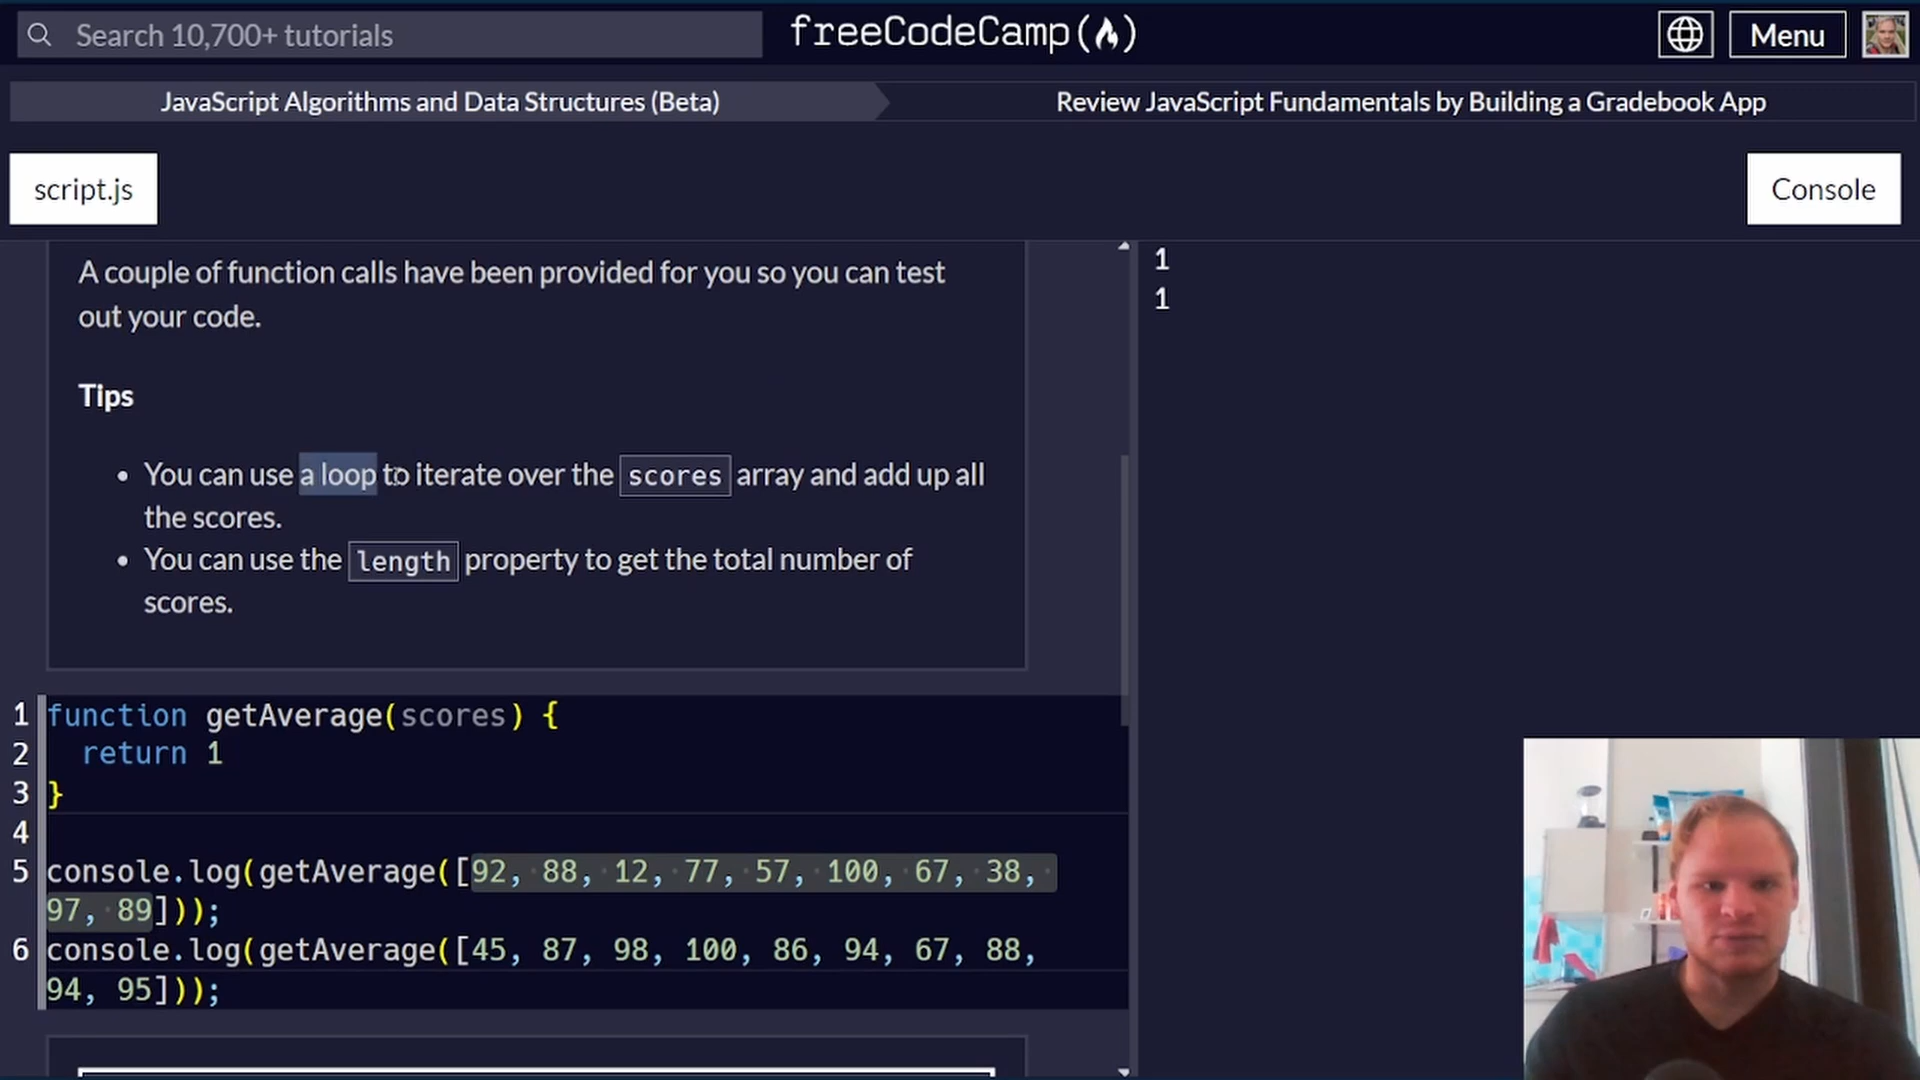 Search 10,700+ tutorials
freeCodeCamp
Menu
JavaScript Algorithms and Data Structures (Beta)
Review JavaScript Fundamentals by Building a Gradebook App
script.js
Console
A couple of function calls have been provided for you so you can test
out your code.
Tips
• You can use a loop to iterate over the scores array and add up all
the scores.
• You can use the length property to get the total number of
scores.
1 function getAverage(scores) {
2 return 1
3 }
4
5 console.log(getAverage([92, 88, 12, 77, 57, 100, 67, 38,
97, 89]));
6 console.log(getAverage([45, 87, 98, 100, 86, 94, 67, 88,
94, 95]));
1
1